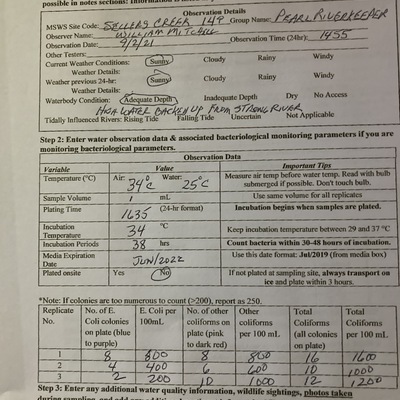 possible in notes sections:
Observation Details
MSWS Site Code: SELLERS CREEK 149 Group Name: PEARL RIVERKEEPER
Observer Name: WILLIAM MITCHELL
Observation Date: 9/2/21 Observation Time (24hr): 1455
Other Testers:
Current Weather Conditions: Sunny Cloudy Rainy Windy
Weather Details:
Weather previous 24-hr: Sunny Cloudy Rainy Windy
Weather Details:
Waterbody Condition: Adequate Depth Inadequate Depth Dry No Access
HIGH WATER BACKED UP FROM STRONG RIVER
Tidally Influenced Rivers: Rising Tide Falling Tide Uncertain Not Applicable
Step 2: Enter water observation data & associated bacteriological monitoring parameters if you are
monitoring bacteriological parameters.
Observation Data
Variable Value Important Tips
Temperature (°C) Air: 34°C Water: 25°C Measure air temp before water temp. Read with bulb
submerged if possible. Don't touch bulb.
Sample Volume 1 mL Use same volume for all replicates
Plating Time 1635 (24-hr format) Incubation begins when samples are plated.
Incubation
Temperature 34 °C Keep incubation temperature between 29 and 37 °C
Incubation Periods 38 hrs Count bacteria within 30-48 hours of incubation.
Media Expiration
Date JUN/2022 Use this date format: Jul/2019 (from media box)
Plated onsite Yes No If not plated at sampling site, always transport on
ice and plate within 3 hours.
*Note: If colonies are too numerous to count (>200), report as 250.
Replicate No. No. of E. Coli colonies on plate (blue to purple) E. Coli per 100mL No. of other coliforms on plate (pink to dark red) Other coliforms per 100 mL Total Coliforms (all colonies on plate) Total Coliforms per 100 mL
1 8 800 8 800 16 1600
2 4 400 6 600 10 1000
3 2 200 10 1000 12 1200
Step 3: Enter any additional water quality information, wildlife sightings, photos taken
during sampling, and